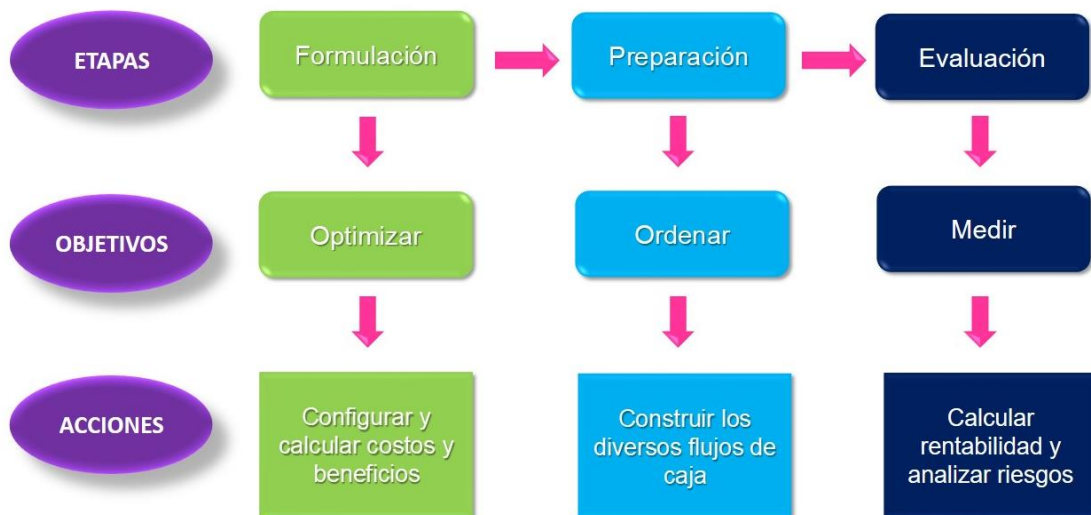 ETAPAS
Formulación
Preparación
Evaluación
OBJETIVOS
Optimizar
Ordenar
Medir
ACCIONES
Configurar y
calcular costos y
beneficios
Construir los
diversos flujos de
caja
Calcular
rentabilidad y
analizar riesgos